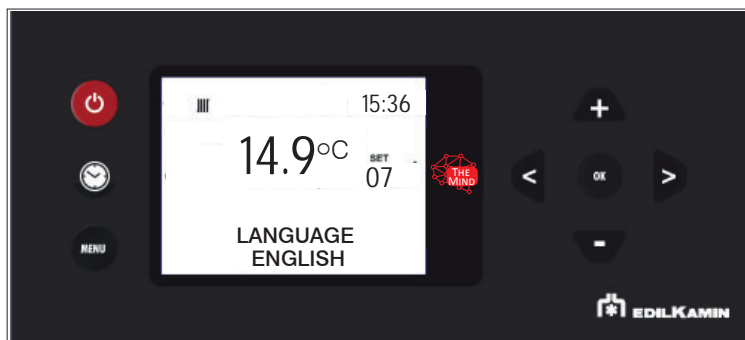 15:36
14.9°C
SET
07
THE
MIND
LANGUAGE
ENGLISH
MENU
+
<
OK
>
-
EDILKAMIN